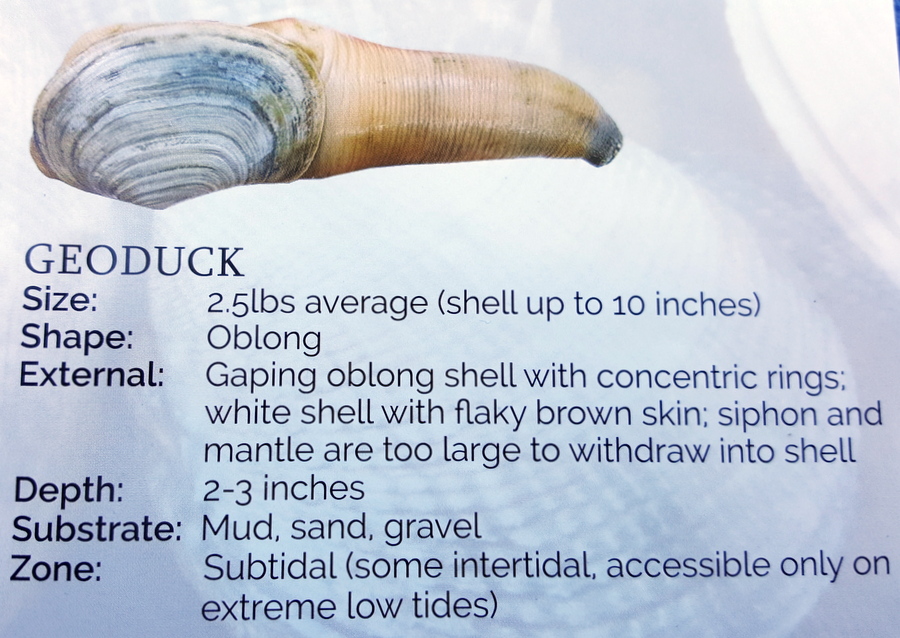 GEODUCK
Size: 2.5lbs average (shell up to 10 inches)
Shape: Oblong
External: Gaping oblong shell with concentric rings;
white shell with flaky brown skin; siphon and
mantle are too large to withdraw into shell
Depth: 2-3 inches
Substrate: Mud, sand, gravel
Zone: Subtidal (some intertidal, accessible only on
extreme low tides)